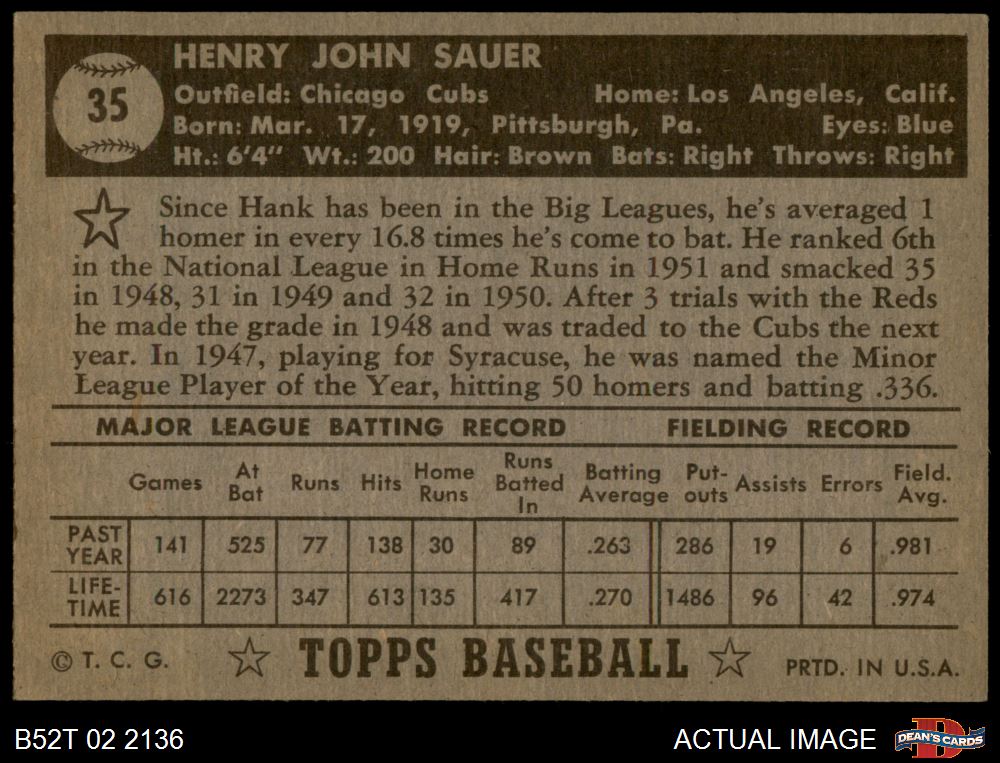 35
HENRY JOHN SAUER
Outfield: Chicago Cubs Home: Los Angeles, Calif.
Born: Mar. 17, 1919, Pittsburgh, Pa. Eyes: Blue
Ht.: 6'4" Wt.: 200 Hair: Brown Bats: Right Throws: Right
Since Hank has been in the Big Leagues, he's averaged 1
homer in every 16.8 times he's come to bat. He ranked 6th
in the National League in Home Runs in 1951 and smacked 35
in 1948, 31 in 1949 and 32 in 1950. After 3 trials with the Reds
he made the grade in 1948 and was traded to the Cubs the next
year. In 1947, playing for Syracuse, he was named the Minor
League Player of the Year, hitting 50 homers and batting .336.
MAJOR LEAGUE BATTING RECORD FIELDING RECORD
Games At Bat Runs Hits Home Runs Runs Batted In Batting Average Put-outs Assists Errors Field. Avg.
PAST YEAR 141 525 77 138 30 89 .263 286 19 6 .981
LIFE-TIME 616 2273 347 613 135 417 .270 1486 96 42 .974
© T. C. G. TOPPS BASEBALL PRTD. IN U.S.A.
B52T 02 2136 ACTUAL IMAGE DEAN'S CARDS